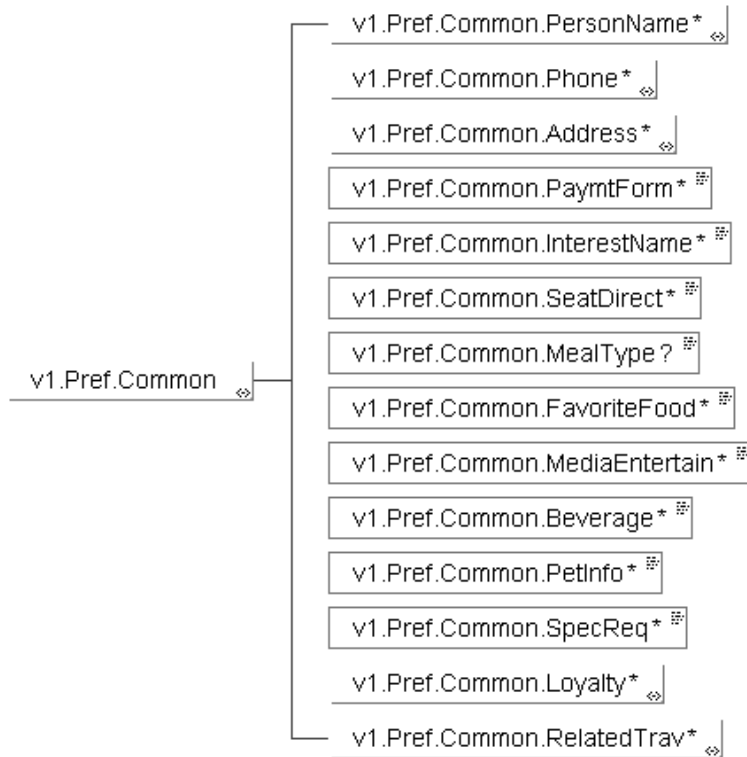 v1.Pref.Common.PersonName*
v1.Pref.Common.Phone*
v1.Pref.Common.Address*
v1.Pref.Common.PaymtForm*
v1.Pref.Common.InterestName*
v1.Pref.Common.SeatDirect*
v1.Pref.Common.MealType?
v1.Pref.Common
v1.Pref.Common.FavoriteFood*
v1.Pref.Common.MediaEntertain*
v1.Pref.Common.Beverage*
v1.Pref.Common.PetInfo*
v1.Pref.Common.SpecReq*
v1.Pref.Common.Loyalty*
v1.Pref.Common.RelatedTrav*